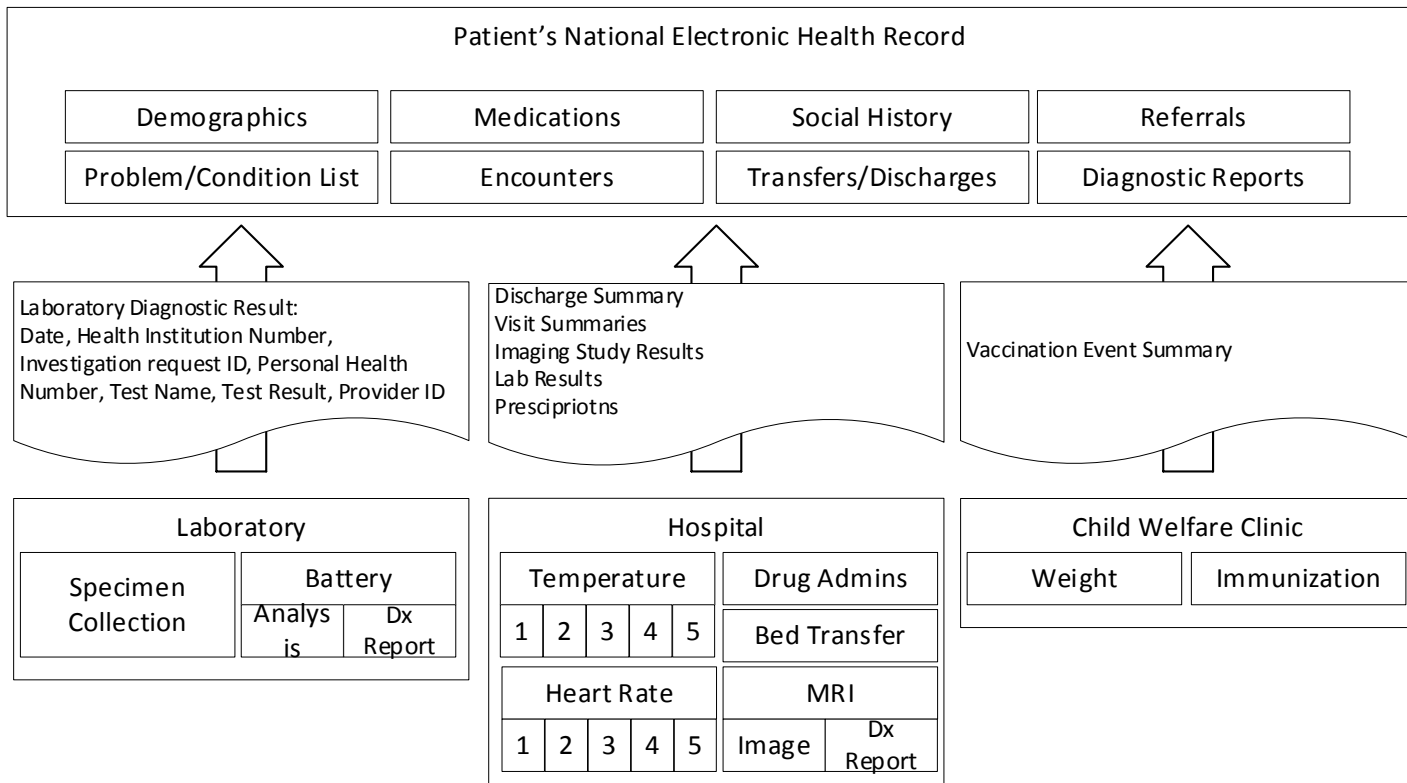 Patient's National Electronic Health Record
Demographics
Medications
Social History
Referrals
Problem/Condition List
Encounters
Transfers/Discharges
Diagnostic Reports
Laboratory Diagnostic Result:
Date, Health Institution Number,
Investigation request ID, Personal Health
Number, Test Name, Test Result, Provider ID
Discharge Summary
Visit Summaries
Imaging Study Results
Lab Results
Prescipriotns
Vaccination Event Summary
Laboratory
Specimen
Collection
Battery
Analys
is
Dx
Report
Hospital
Temperature
1 2 3 4 5
Drug Admins
Bed Transfer
Heart Rate
1 2 3 4 5
MRI
Image
Dx
Report
Child Welfare Clinic
Weight
Immunization